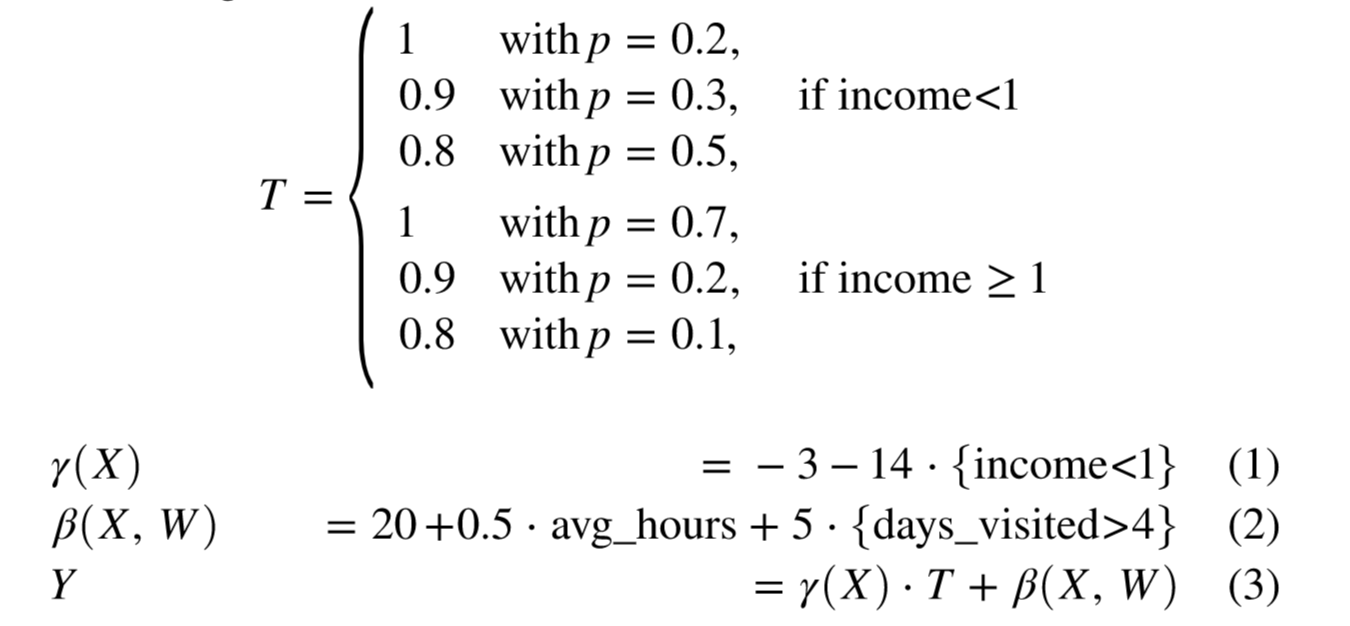 1 with p = 0.2,
0.9 with p = 0.3, if income<1
0.8 with p = 0.5,
T =
1 with p = 0.7,
0.9 with p = 0.2, if income ≥ 1
0.8 with p = 0.1,
γ(X) = − 3 − 14 · {income<1} (1)
β(X, W) = 20+0.5 · avg_hours + 5 · {days_visited>4} (2)
Y = γ(X) · T + β(X, W) (3)